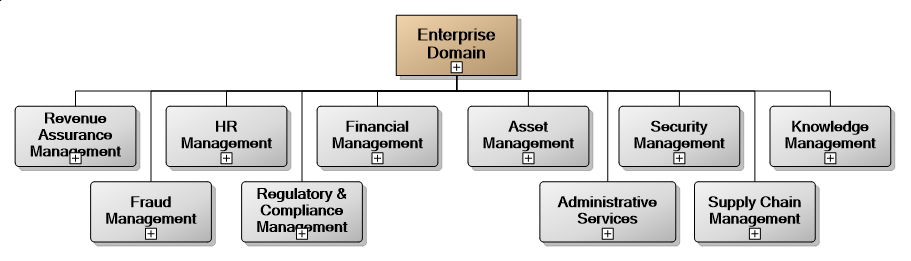 Enterprise
Domain
Revenue
Assurance
Management
HR
Management
Financial
Management
Asset
Management
Security
Management
Knowledge
Management
Fraud
Management
Regulatory &
Compliance
Management
Administrative
Services
Supply Chain
Management